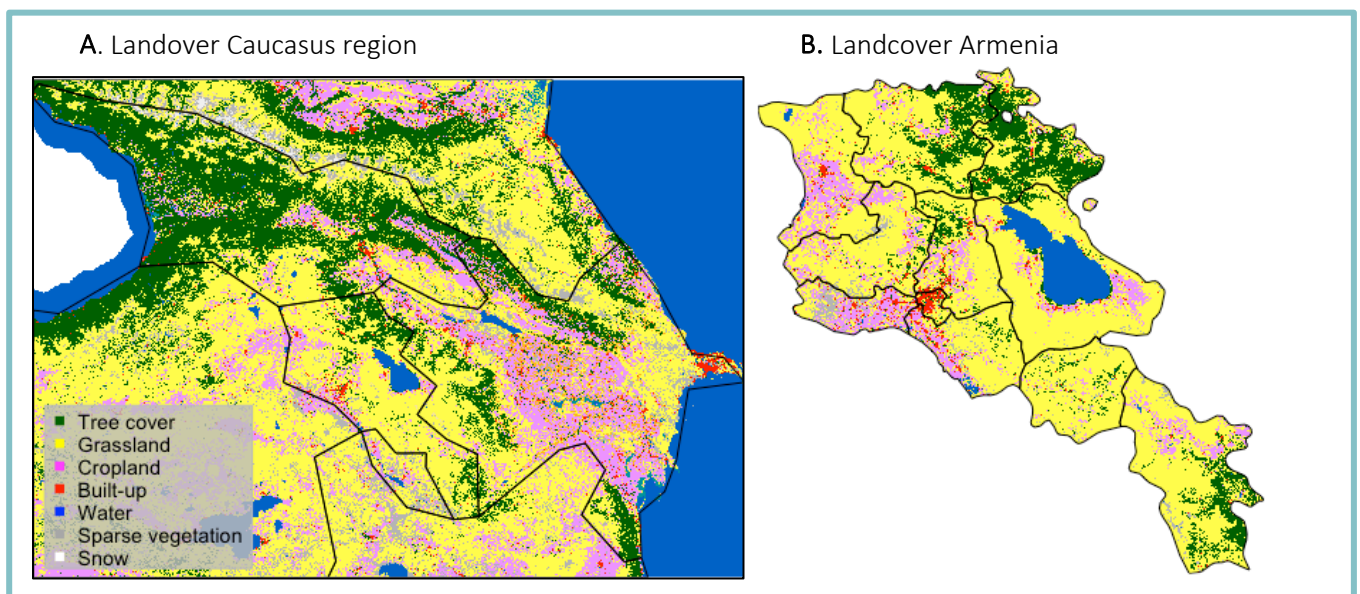 A. Landover Caucasus region
B. Landcover Armenia
Tree cover
Grassland
Cropland
Built-up
Water
Sparse vegetation
Snow